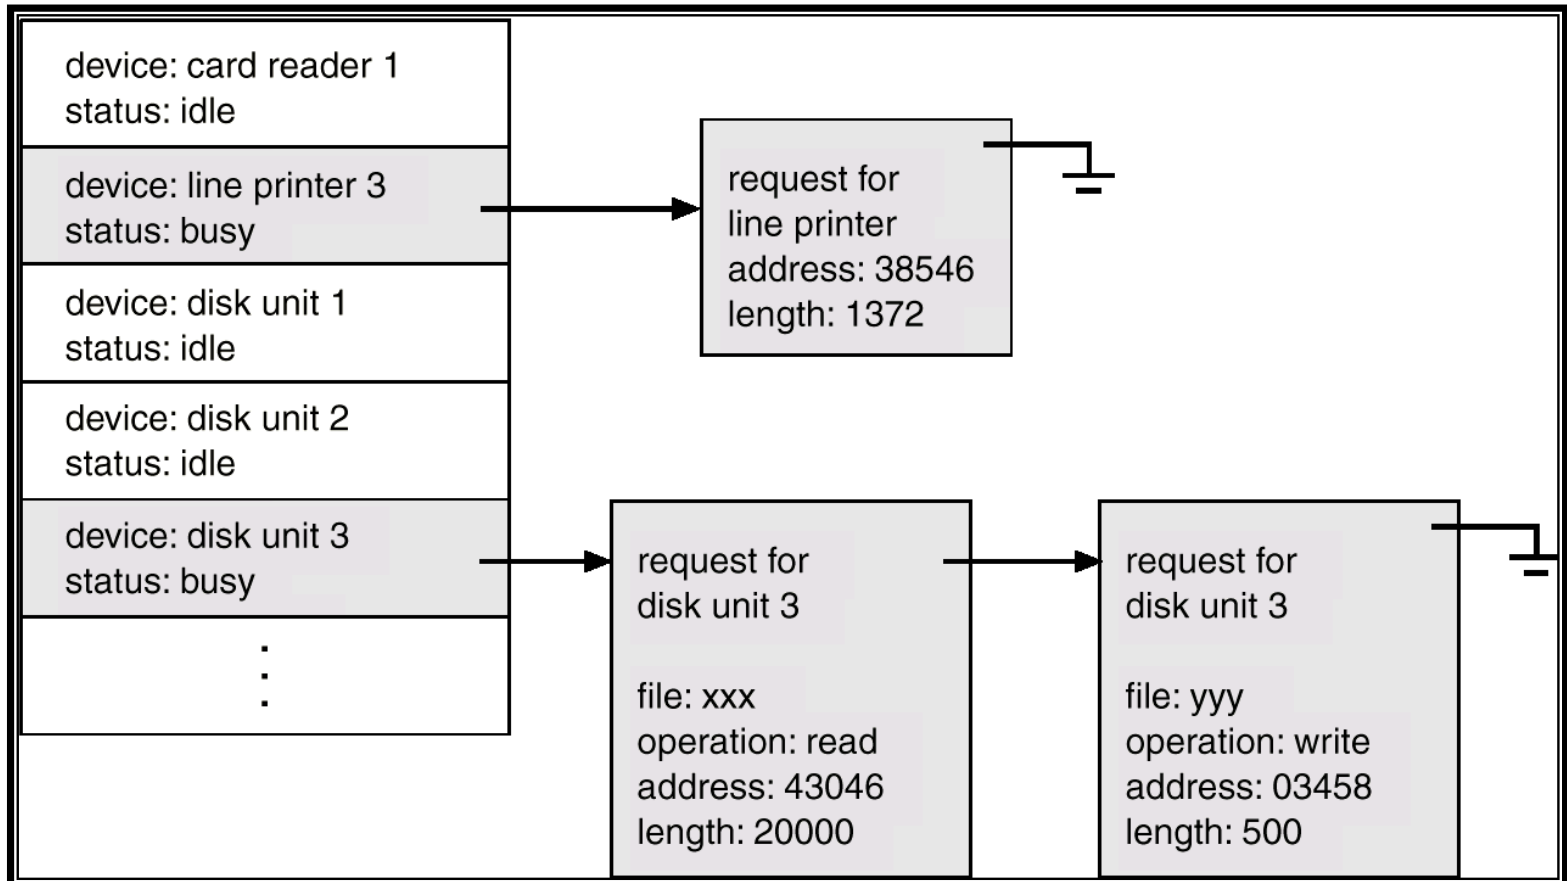 device: card reader 1
status: idle
device: line printer 3
status: busy
device: disk unit 1
status: idle
device: disk unit 2
status: idle
device: disk unit 3
status: busy
request for
line printer
address: 38546
length: 1372
request for
disk unit 3
file: xxx
operation: read
address: 43046
length: 20000
request for
disk unit 3
file: yyy
operation: write
address: 03458
length: 500